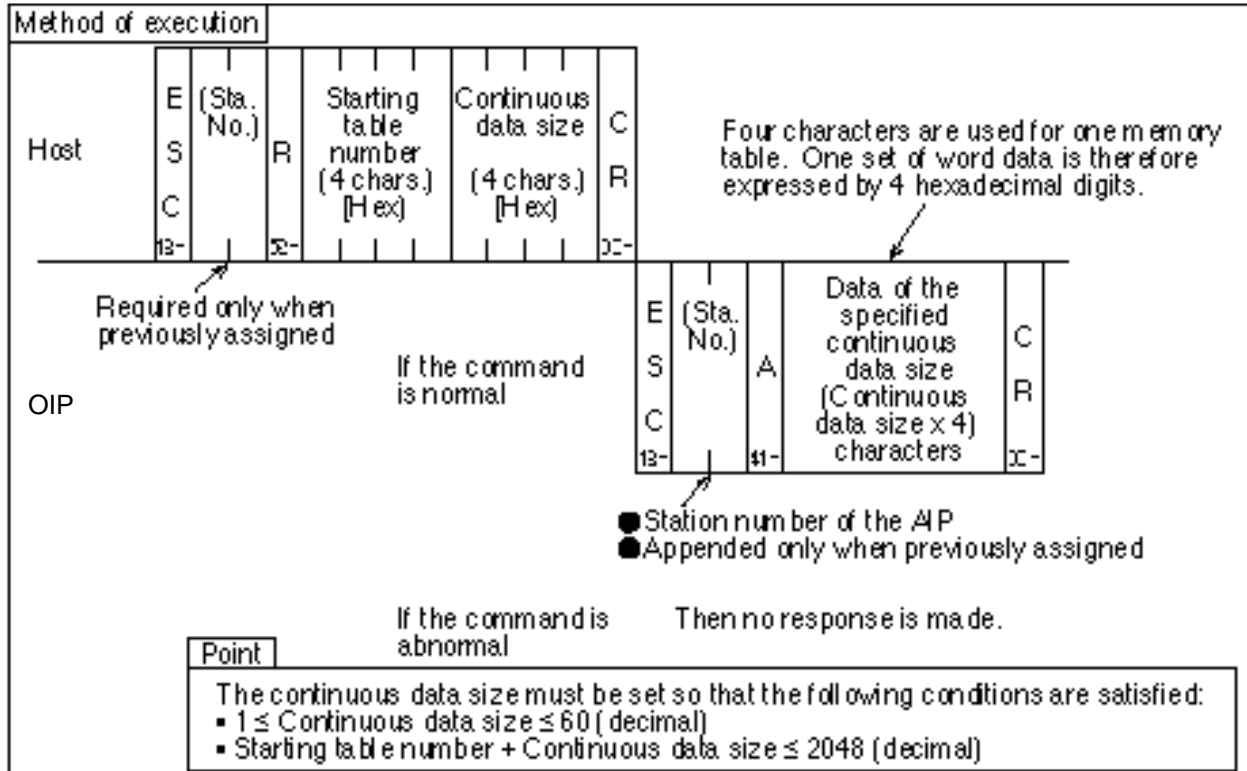 Method of execution
Host
E
S
C
1B-
(Sta.
No.)
R
52-
Starting
table
number
(4 chars.)
[Hex)
Continuous
data size
(4 chars.)
[Hex)
C
R
Four characters are used for one memory
table. One set of word data is therefore
expressed by 4 hexadecimal digits.
Required only when
previously assigned
OIP
If the command
is normal
E
S
C
1B-
(Sta.
No.)
A
41-
Data of the
specified
continuous
data size
(Continuous
data size x 4)
characters
C
R
● Station number of the AIP
● Appended only when previously assigned
If the command is
abnormal
Then no response is made.
Point
The continuous data size must be set so that the following conditions are satisfied:
▪ 1 ≤ Continuous data size ≤ 60 (decimal)
▪ Starting table number + Continuous data size ≤ 2048 (decimal)